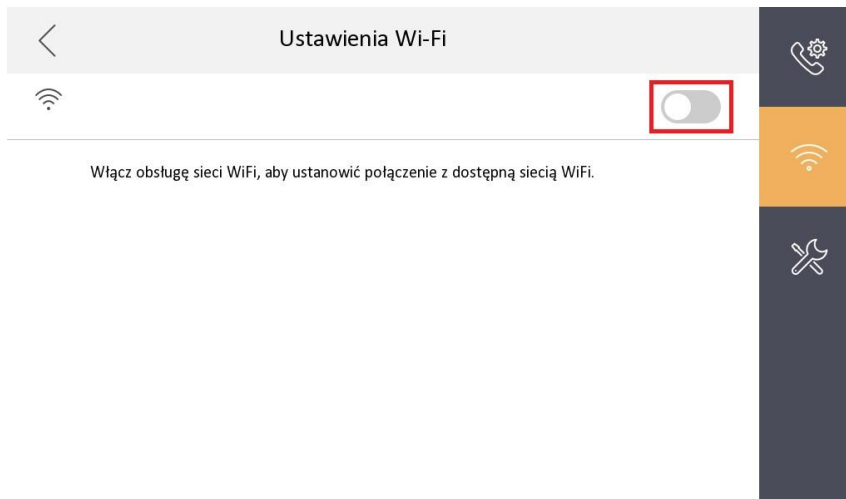 Ustawienia Wi-Fi
Włącz obsługę sieci WiFi, aby ustanowić połączenie z dostępną siecią WiFi.